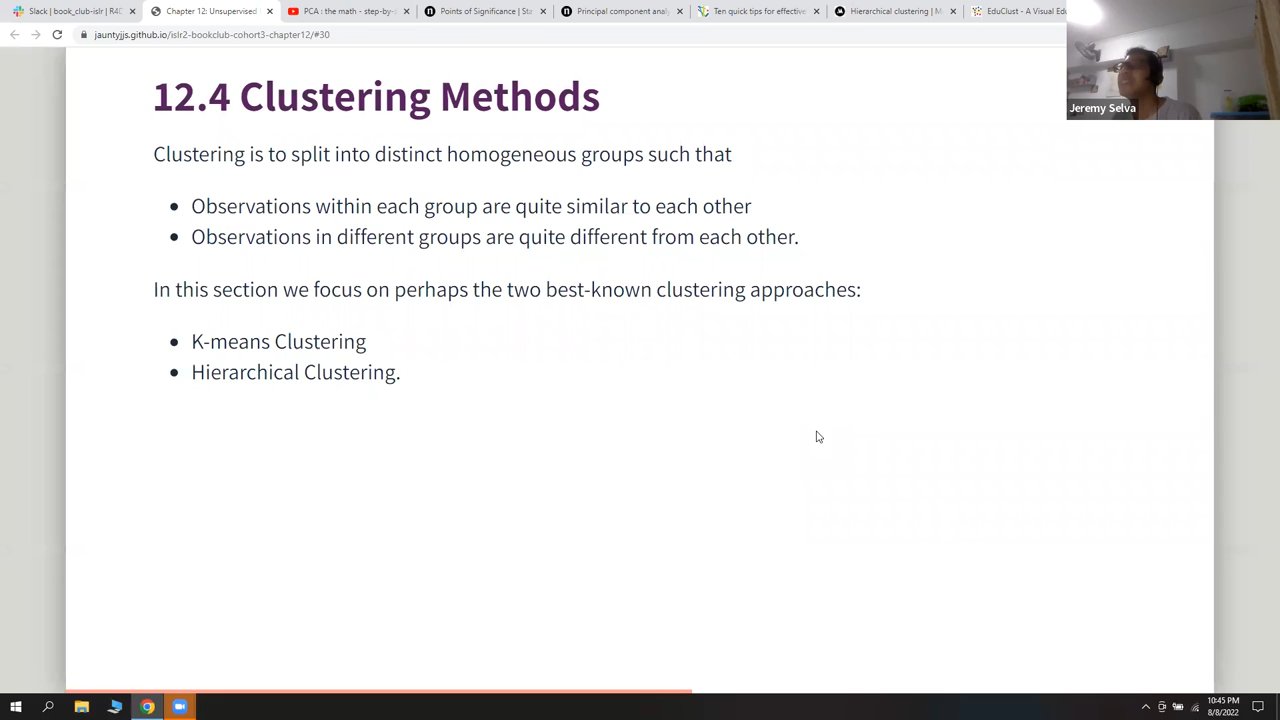 Slack | book_club-islr | R4D
Chapter 12: Unsupervised
PCA : the math - step-by-s
Points of Significance | Sta
Principal component analy
Ten quick tips for effective
Hierarchical clustering | N
EduClust - A Visual Edu
jauntyjjs.github.io/islr2-bookclub-cohort3-chapter12/#30
Jeremy Selva
12.4 Clustering Methods
Clustering is to split into distinct homogeneous groups such that
• Observations within each group are quite similar to each other
• Observations in different groups are quite different from each other.
In this section we focus on perhaps the two best-known clustering approaches:
• K-means Clustering
• Hierarchical Clustering.
10:45 PM
8/8/2022